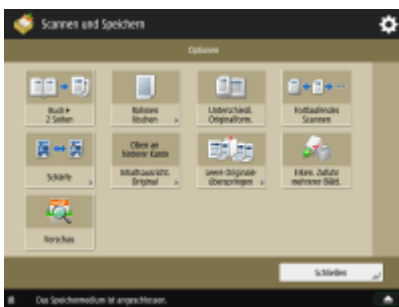 Scannen und Speichern
Optionen
Buch ▸
2 Seiten
Rahmen
löschen
Unterschiedl.
Originalform.
Fortlaufendes
Scannen
Schärfe
Oben an
hinterer Kante
Inhaltsausricht.
Original
Leere Originale
überspringen
Erken. Zufuhr
mehrerer Blätt.
Vorschau
Schließen
Das Speichermedium ist angeschlossen.